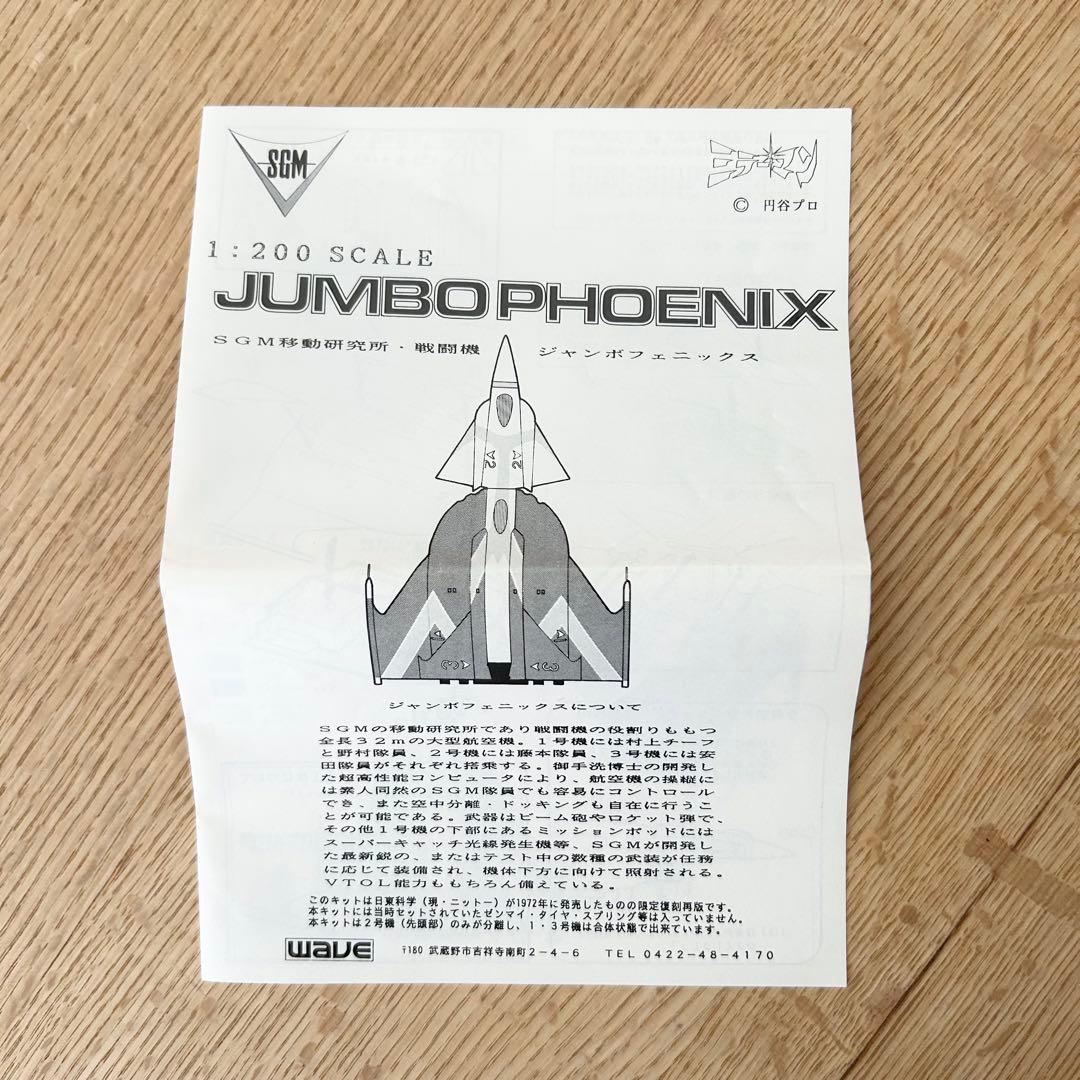 SGM
ミラーマン
© 円谷プロ
1:200 SCALE
JUMBO PHOENIX
SGM移動研究所・戦闘機 ジャンボフェニックス
2 2
3 3
ジャンボフェニックスについて
SGMの移動研究所であり戦闘機の役割りももつ
全長32mの大型航空機。1号機には村上チーフ
と野村隊員、2号機には藤本隊員、3号機には安
田隊員がそれぞれ搭乗する。御手洗博士の開発し
た超高性能コンピュータにより、航空機の操縦に
は素人同然のSGM隊員でも容易にコントロール
でき、また空中分離・ドッキングも自在に行うこ
とが可能である。武器はビーム砲やロケット弾で、
その他1号機の下部にあるミッションポッドには
スーパーキャッチ光線発生機等、SGMが開発し
た最新鋭の、またはテスト中の数種の武装が任務
に応じて装備され、機体下方に向けて照射される。
VTOL能力ももちろん備えている。
このキットは日東科学（現・ニットー）が1972年に発売したものの限定復刻再版です。
本キットには当時セットされていたゼンマイ・タイヤ・スプリング等は入っていません。
本キットは2号機（先頭部）のみが分離し、1・3号機は合体状態で出来ています。
WAVE 〒180 武蔵野市吉祥寺南町2-4-6 TEL 0422-48-4170